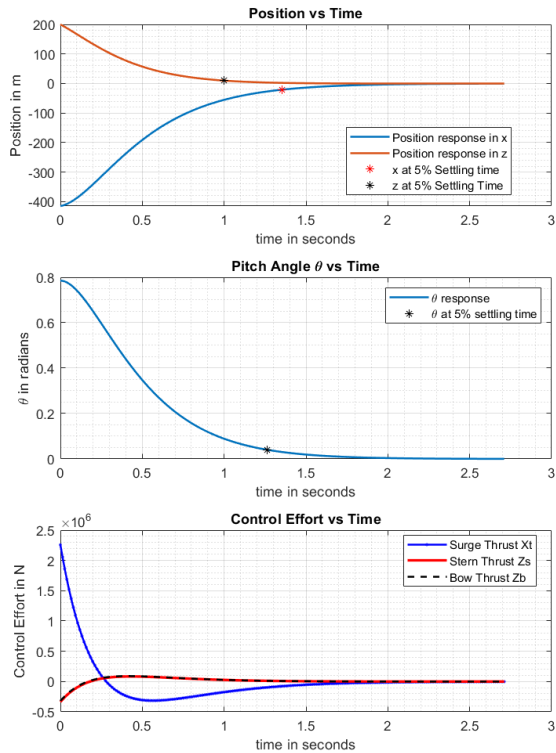 Position vs Time
Position in m
200
100
0
-100
-200
-300
-400
0
0.5
1
1.5
2
2.5
3
Position response in x
Position response in z
x at 5% Settling time
z at 5% Settling Time
time in seconds
Pitch Angle θ vs Time
θ in radians
0.8
0.6
0.4
0.2
0
0
0.5
1
1.5
2
2.5
3
θ response
θ at 5% settling time
time in seconds
Control Effort vs Time
×10⁶
Control Effort in N
2.5
2
1.5
1
0.5
0
-0.5
0
0.5
1
1.5
2
2.5
3
Surge Thrust Xt
Stern Thrust Zs
Bow Thrust Zb
time in seconds